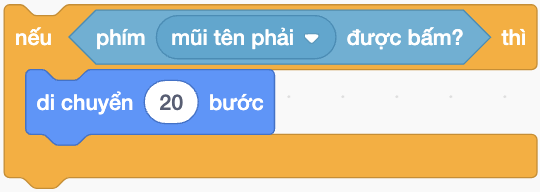 nếu phím mũi tên phải được bấm? thì
di chuyển 20 bước